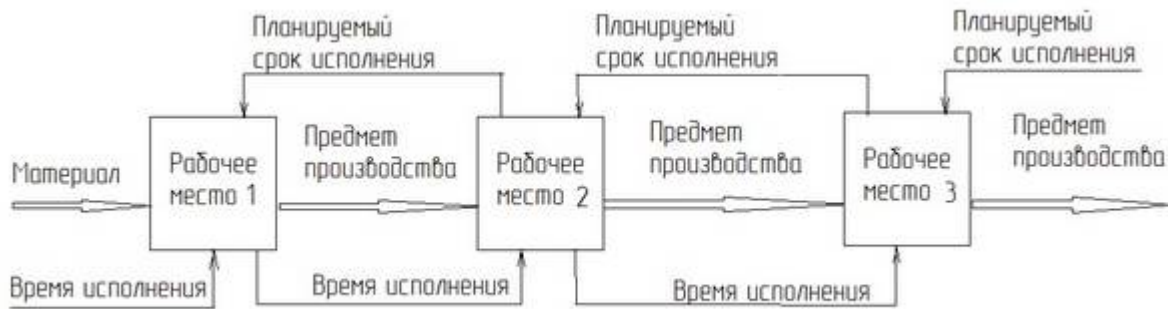 Планируемый
срок исполнения
Планируемый
срок исполнения
Планируемый
срок исполнения
Материал
Рабочее
место 1
Предмет
производства
Рабочее
место 2
Предмет
производства
Рабочее
место 3
Предмет
производства
Время исполнения
Время исполнения
Время исполнения